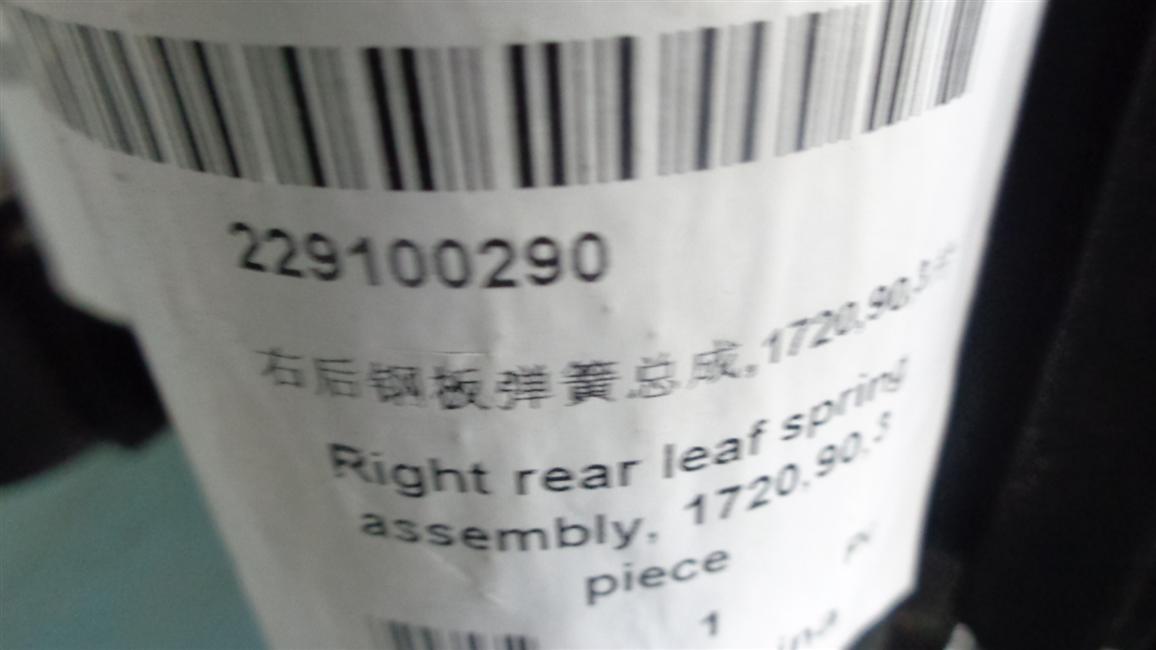 229100290
右后钢板弹簧总成,1720,90,3片
Right rear leaf spring
assembly, 1720,90,3
piece
1